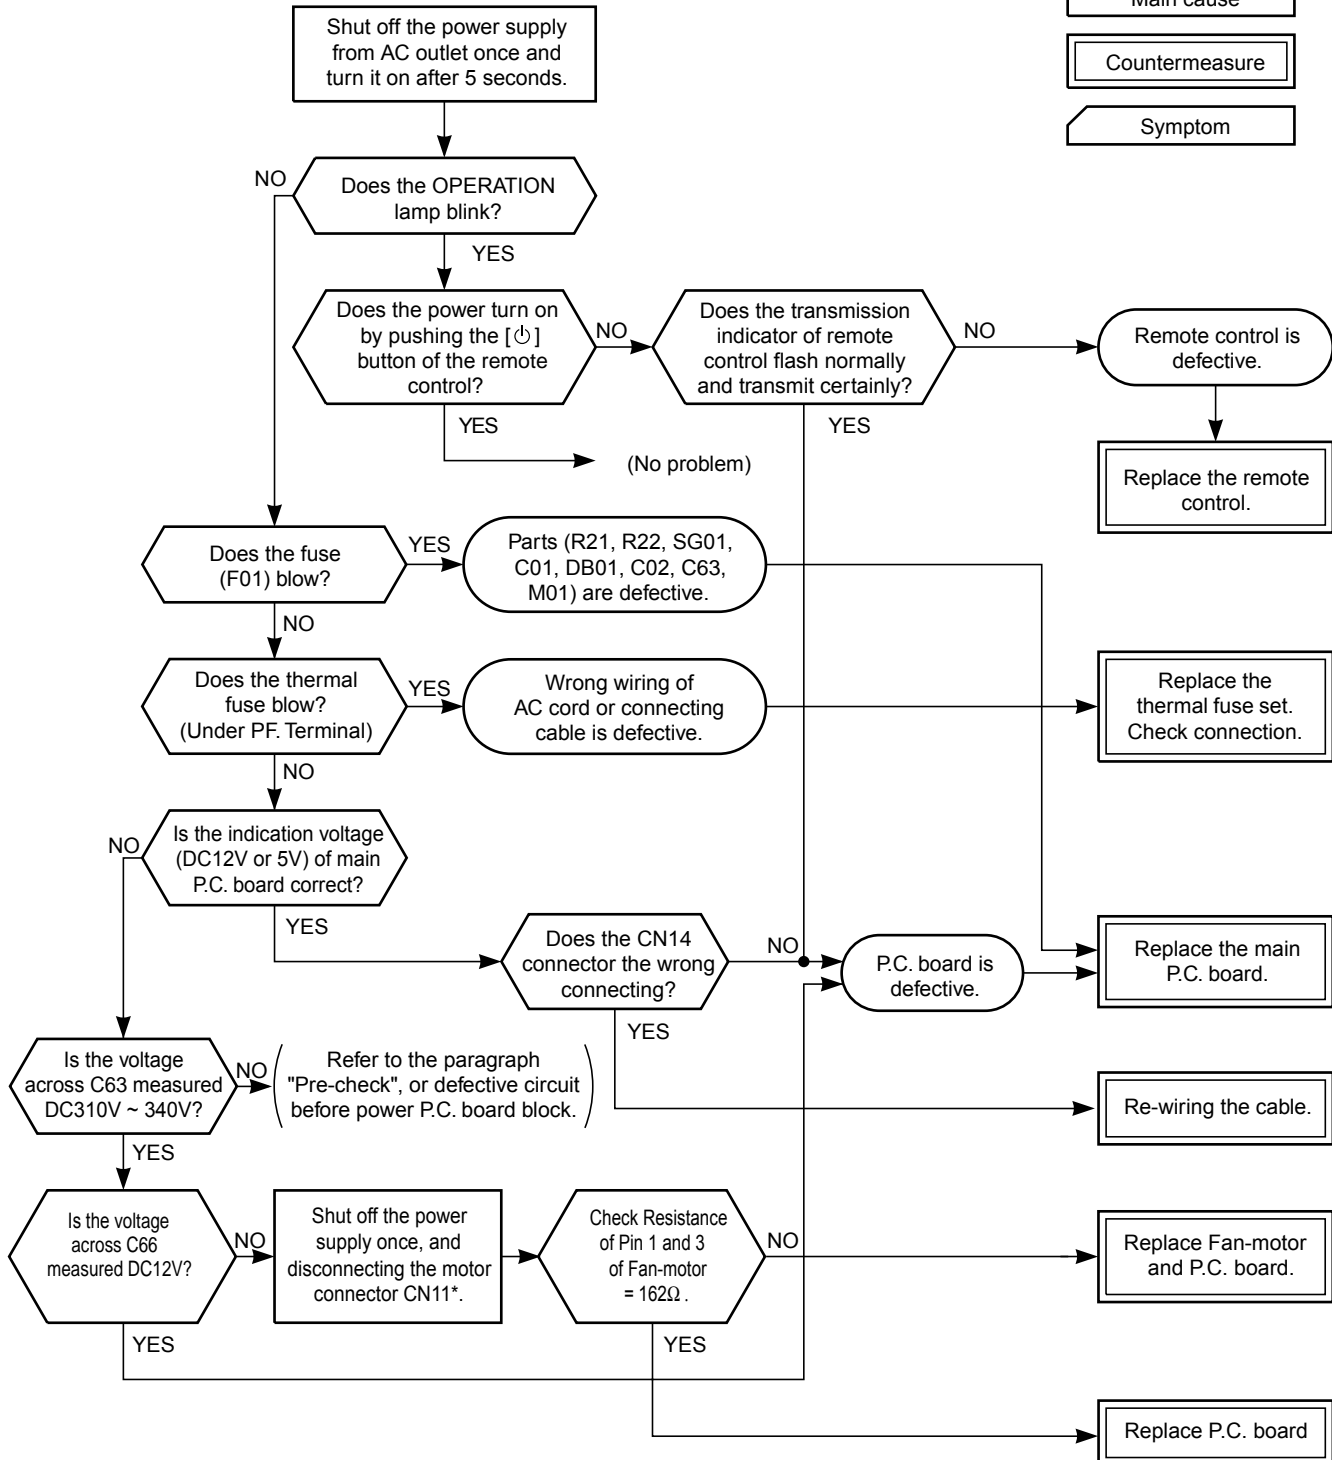 Main cause
Countermeasure
Symptom
Shut off the power supply
from AC outlet once and
turn it on after 5 seconds.
NO
Does the OPERATION
lamp blink?
YES
Does the power turn on
by pushing the [⏻]
button of the remote
control?
NO
YES
(No problem)
Does the transmission
indicator of remote
control flash normally
and transmit certainly?
NO
YES
Remote control is
defective.
Replace the remote
control.
Does the fuse
(F01) blow?
YES
NO
Parts (R21, R22, SG01,
C01, DB01, C02, C63,
M01) are defective.
Does the thermal
fuse blow?
(Under PF. Terminal)
YES
NO
Wrong wiring of
AC cord or connecting
cable is defective.
Replace the
thermal fuse set.
Check connection.
Is the indication voltage
(DC12V or 5V) of main
P.C. board correct?
NO
YES
Does the CN14
connector the wrong
connecting?
NO
YES
P.C. board is
defective.
Replace the main
P.C. board.
Is the voltage
across C63 measured
DC310V ~ 340V?
NO
YES
Refer to the paragraph
"Pre-check", or defective circuit
before power P.C. board block.
Re-wiring the cable.
Is the voltage
across C66
measured DC12V?
NO
YES
Shut off the power
supply once, and
disconnecting the motor
connector CN11*.
Check Resistance
of Pin 1 and 3
of Fan-motor
= 162Ω .
NO
YES
Replace Fan-motor
and P.C. board.
Replace P.C. board